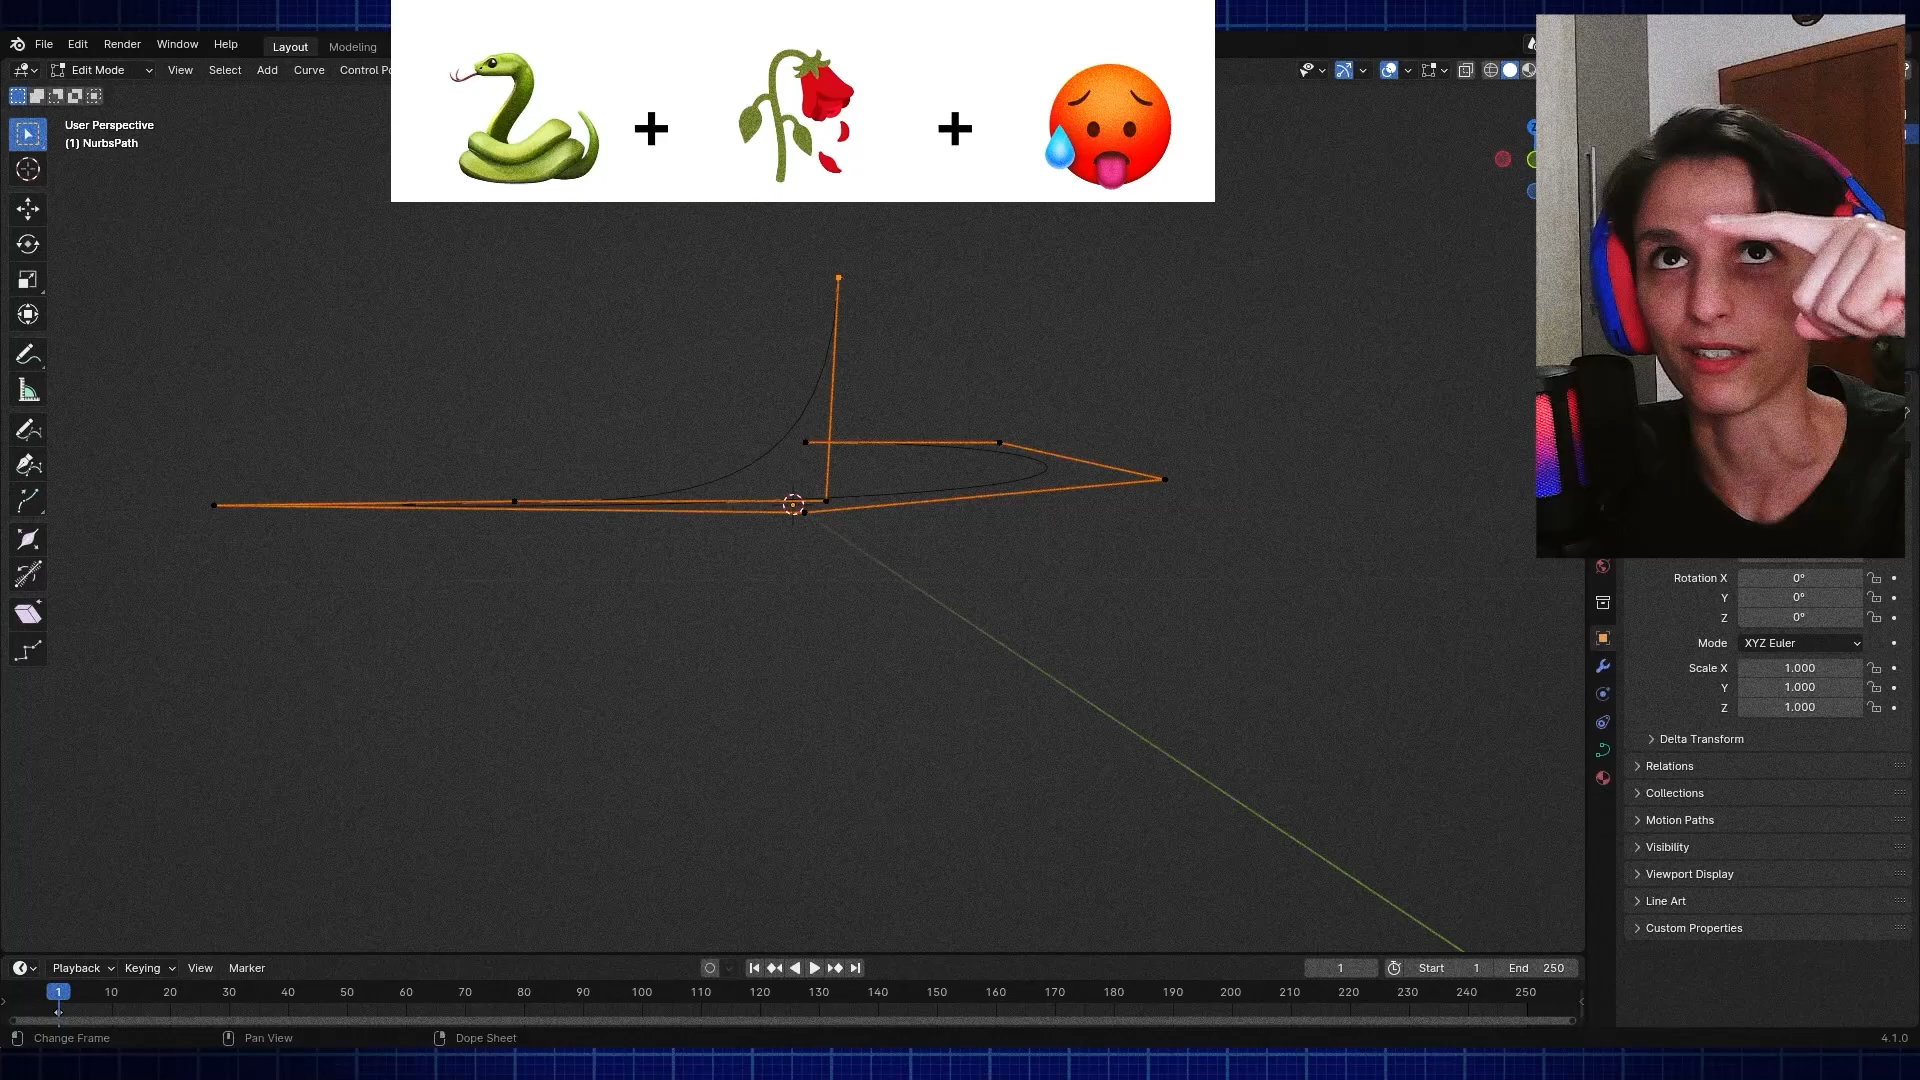 File Edit Render Window Help Layout Modeling
Edit Mode View Select Add Curve Control Po
User Perspective
(1) NurbsPath
+ +
Rotation X 0°
Y 0°
Z 0°
Mode XYZ Euler
Scale X 1.000
Y 1.000
Z 1.000
Delta Transform
Relations
Collections
Motion Paths
Visibility
Viewport Display
Line Art
Custom Properties
Playback Keying View Marker 1 Start 1 End 250
1 10 20 30 40 50 60 70 80 90 100 110 120 130 140 150 160 170 180 190 200 210 220 230 240 250
Change Frame Pan View Dope Sheet 4.1.0